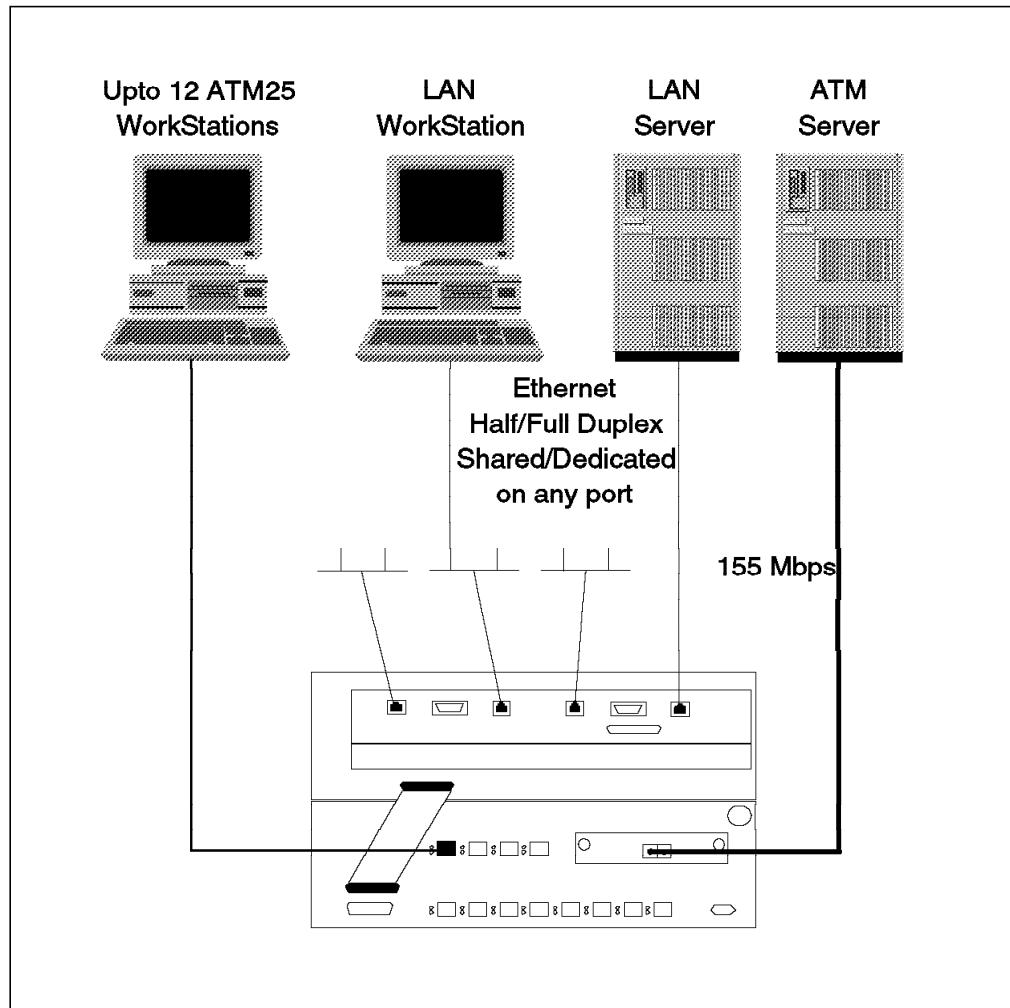 Upto 12 ATM25
WorkStations
LAN
WorkStation
LAN
Server
ATM
Server
Ethernet
Half/Full Duplex
Shared/Dedicated
on any port
155 Mbps